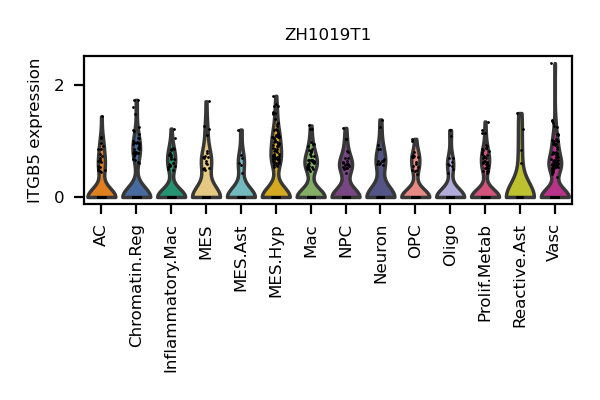 ZH1019T1
ITGB5 expression
2
0
AC
Chromatin.Reg
Inflammatory.Mac
MES
MES.Ast
MES.Hyp
Mac
NPC
Neuron
OPC
Oligo
Prolif.Metab
Reactive.Ast
Vasc